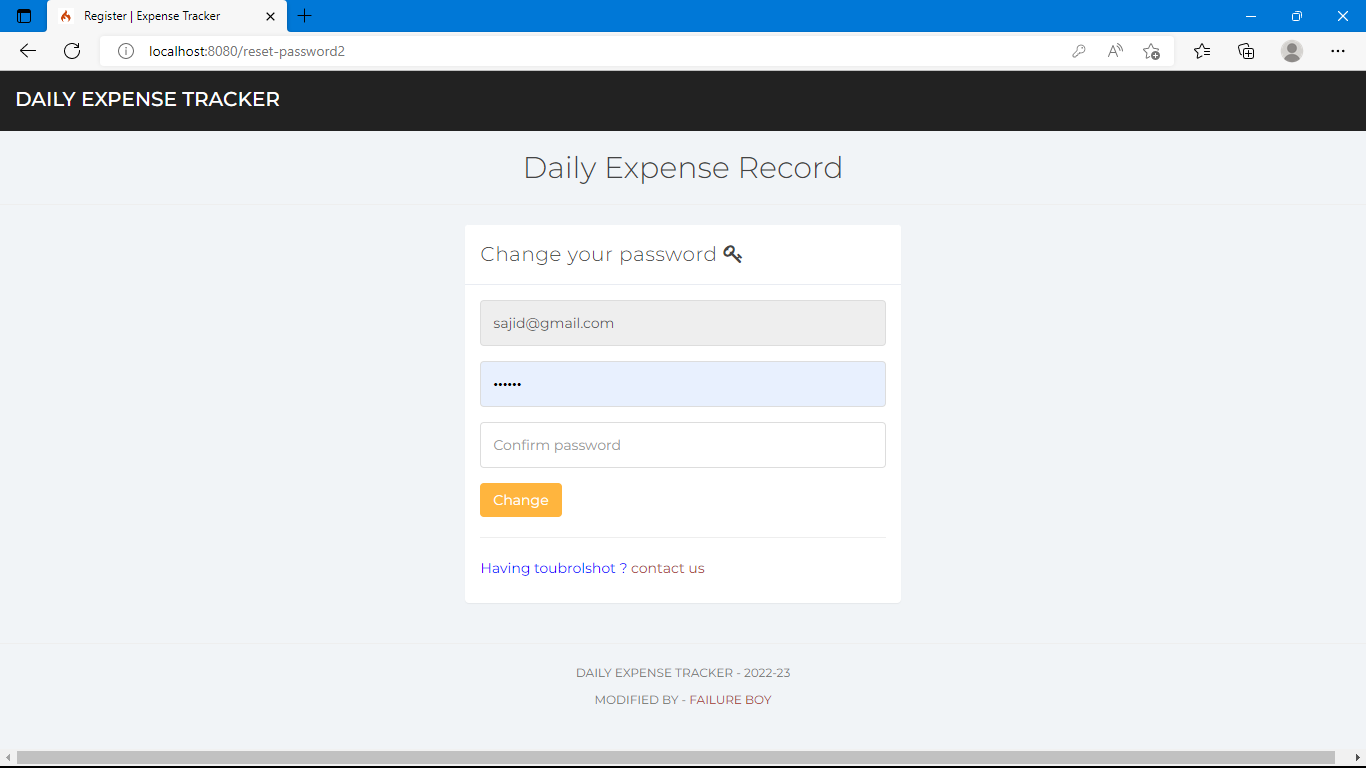 Register | Expense Tracker
localhost:8080/reset-password2
DAILY EXPENSE TRACKER
Daily Expense Record
Change your password
sajid@gmail.com
••••••
Confirm password
Change
Having toubrolshot ? contact us
DAILY EXPENSE TRACKER - 2022-23
MODIFIED BY - FAILURE BOY